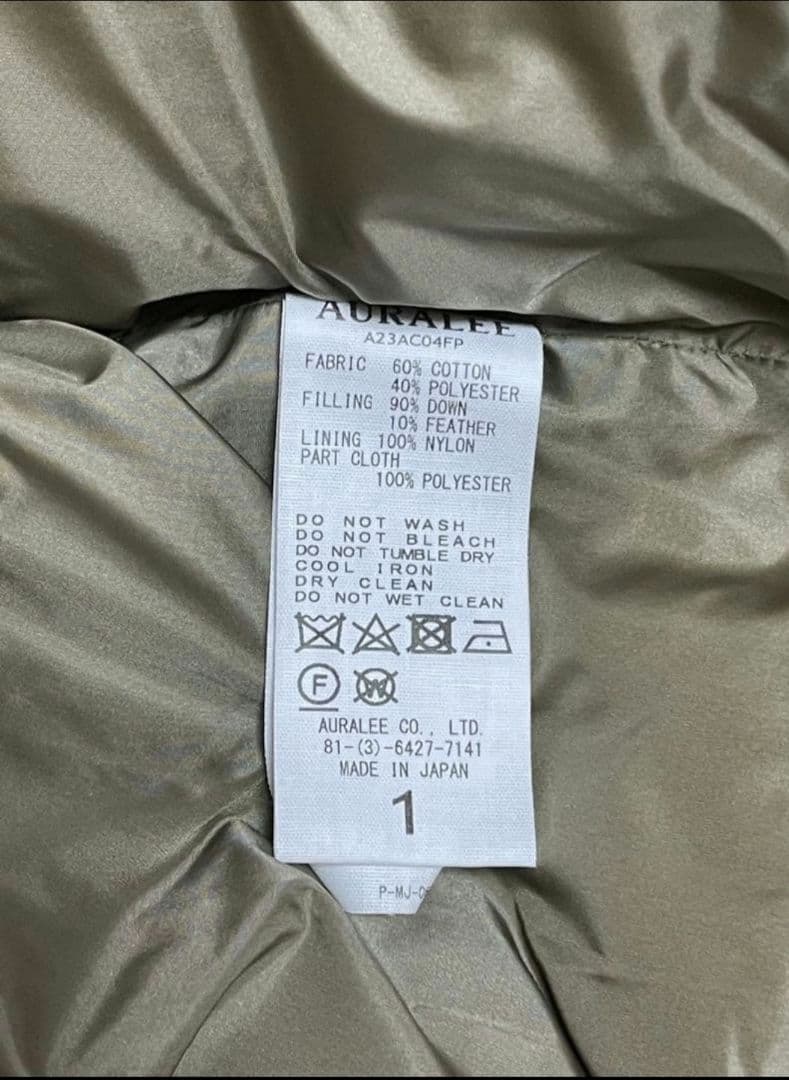 AURALEE
A23AC04FP
FABRIC 60% COTTON
40% POLYESTER
FILLING 90% DOWN
10% FEATHER
LINING 100% NYLON
PART CLOTH
100% POLYESTER
DO NOT WASH
DO NOT BLEACH
DO NOT TUMBLE DRY
COOL IRON
DRY CLEAN
DO NOT WET CLEAN
F W
AURALEE CO., LTD.
81-(3)-6427-7141
MADE IN JAPAN
1